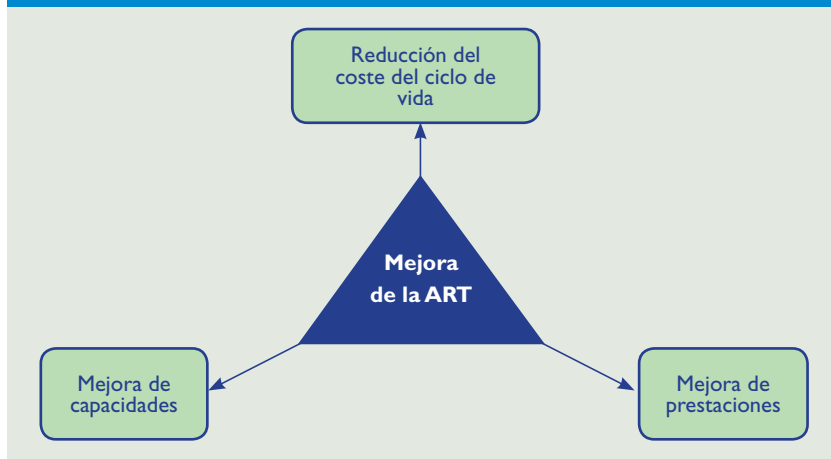 Reducción del
coste del ciclo de
vida
Mejora
de la ART
Mejora de
capacidades
Mejora de
prestaciones